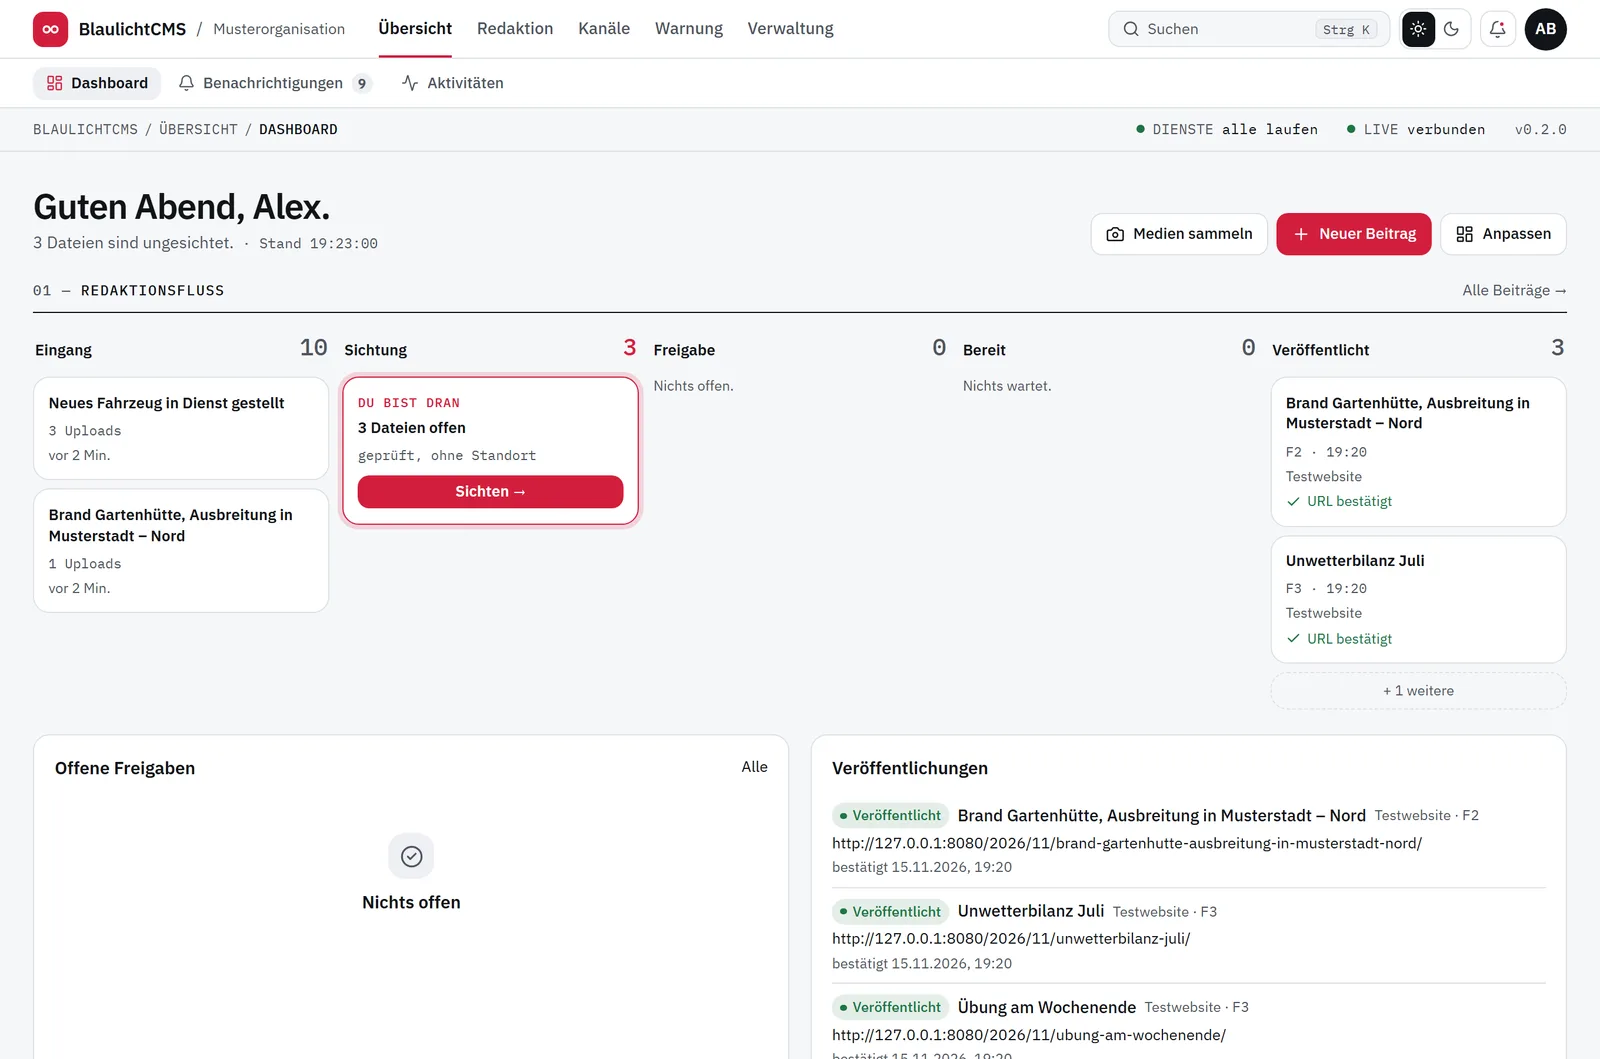 BlaulichtCMS / Musterorganisation
Übersicht Redaktion Kanäle Warnung Verwaltung
Suchen Strg K
AB
Dashboard Benachrichtigungen 9 Aktivitäten
BLAULICHTCMS / ÜBERSICHT / DASHBOARD
DIENSTE alle laufen LIVE verbunden v0.2.0
Guten Abend, Alex.
3 Dateien sind ungesichtet. · Stand 19:23:00
Medien sammeln + Neuer Beitrag Anpassen
01 — REDAKTIONSFLUSS
Alle Beiträge →
Eingang 10
Neues Fahrzeug in Dienst gestellt
3 Uploads
vor 2 Min.
Brand Gartenhütte, Ausbreitung in
Musterstadt – Nord
1 Uploads
vor 2 Min.
Sichtung 3
DU BIST DRAN
3 Dateien offen
geprüft, ohne Standort
Sichten →
Freigabe 0
Nichts offen.
Bereit 0
Nichts wartet.
Veröffentlicht 3
Brand Gartenhütte, Ausbreitung in
Musterstadt – Nord
F2 · 19:20
Testwebsite
URL bestätigt
Unwetterbilanz Juli
F3 · 19:20
Testwebsite
URL bestätigt
+ 1 weitere
Offene Freigaben Alle
Nichts offen
Veröffentlichungen
Veröffentlicht Brand Gartenhütte, Ausbreitung in Musterstadt – Nord Testwebsite · F2
http://127.0.0.1:8080/2026/11/brand-gartenhutte-ausbreitung-in-musterstadt-nord/
bestätigt 15.11.2026, 19:20
Veröffentlicht Unwetterbilanz Juli Testwebsite · F3
http://127.0.0.1:8080/2026/11/unwetterbilanz-juli/
bestätigt 15.11.2026, 19:20
Veröffentlicht Übung am Wochenende Testwebsite · F3
http://127.0.0.1:8080/2026/11/ubung-am-wochenende/
bestätigt 15.11.2026, 19:20